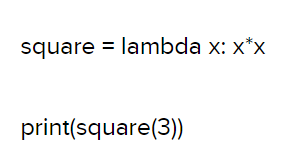 square = lambda x: x*x
print(square(3))